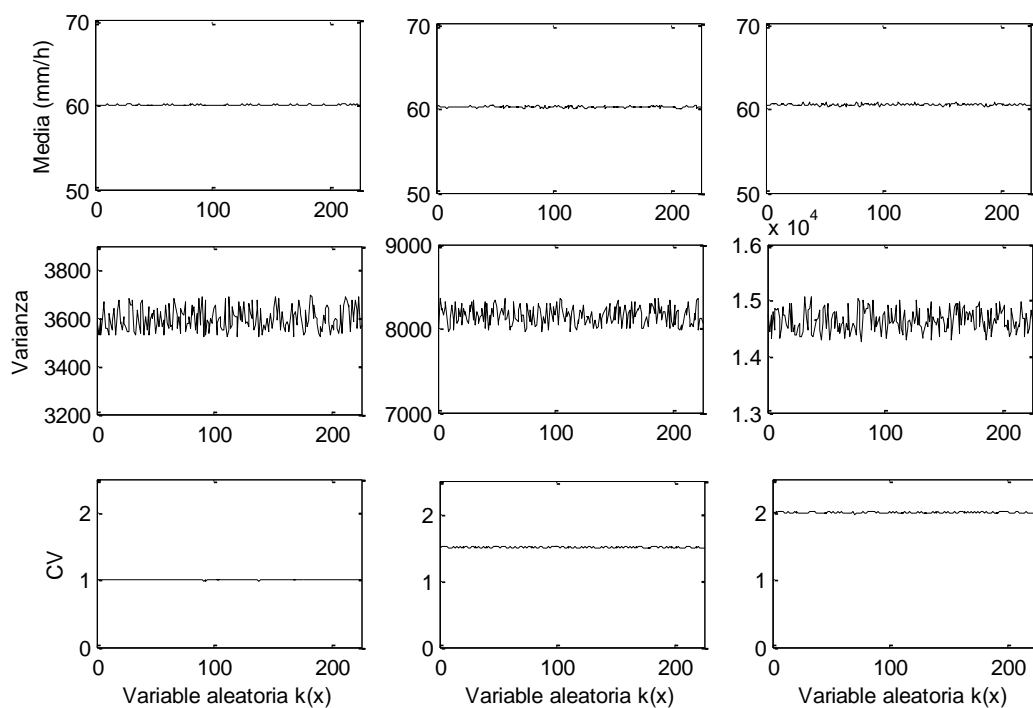 70 70 70
60 60 60
50 50 50
Media (mm/h)
0 100 200 0 100 200 0 100 200
x 10^4
3800 9000 1.6
3600 8000 1.5
3400 1.4
3200 7000 1.3
Varianza
0 100 200 0 100 200 0 100 200
2 2 2
1 1 1
0 0 0
CV
0 100 200 0 100 200 0 100 200
Variable aleatoria k(x) Variable aleatoria k(x) Variable aleatoria k(x)